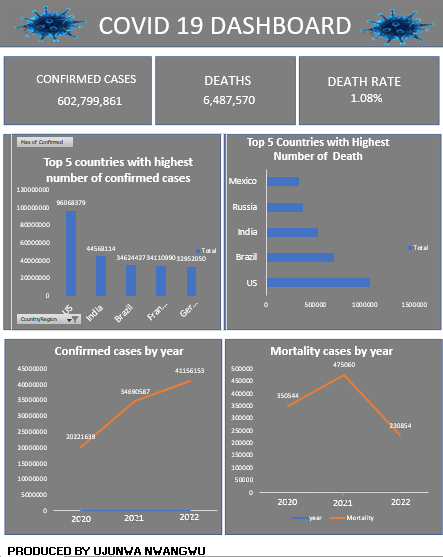 COVID 19 DASHBOARD
CONFIRMED CASES
602,799,861
DEATHS
6,487,570
DEATH RATE
1.08%
Max of Confirmed
Top 5 countries with highest
number of confirmed cases
120000000
100000000
80000000
60000000
40000000
20000000
0
96068379
44568114
34624427
34110990
32952050
US
India
Brazil
Fran...
Ger...
Total
Country/Region
Top 5 Countries with Highest
Number of Death
Mexico
Russia
India
Brazil
US
0
500000
1000000
1500000
Total
Confirmed cases by year
45000000
40000000
35000000
30000000
25000000
20000000
15000000
10000000
5000000
0
20221639
34690587
41156153
2020
2021
2022
Mortality cases by year
500000
450000
400000
350000
300000
250000
200000
150000
100000
50000
0
350544
475060
230854
2020
2021
2022
year
Mortality
PRODUCED BY UJUNWA NWANGWU